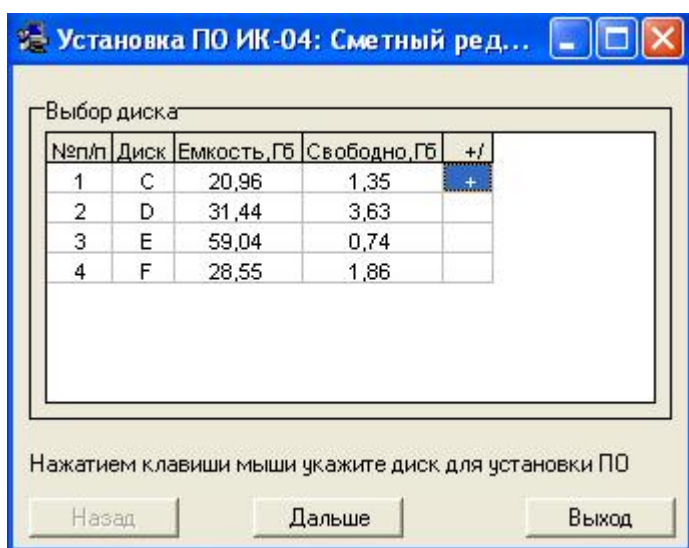 Установка ПО ИК-04: Сметный ред...
Выбор диска
№п/п Диск Емкость,Гб Свободно,Гб +/
1 C 20,96 1,35 +
2 D 31,44 3,63
3 E 59,04 0,74
4 F 28,55 1,86
Нажатием клавиши мыши укажите диск для установки ПО
Назад Дальше Выход